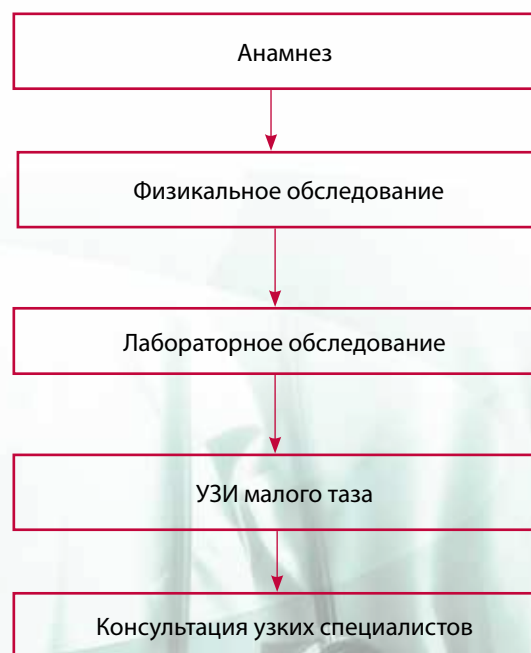 Анамнез
Физикальное обследование
Лабораторное обследование
УЗИ малого таза
Консультация узких специалистов